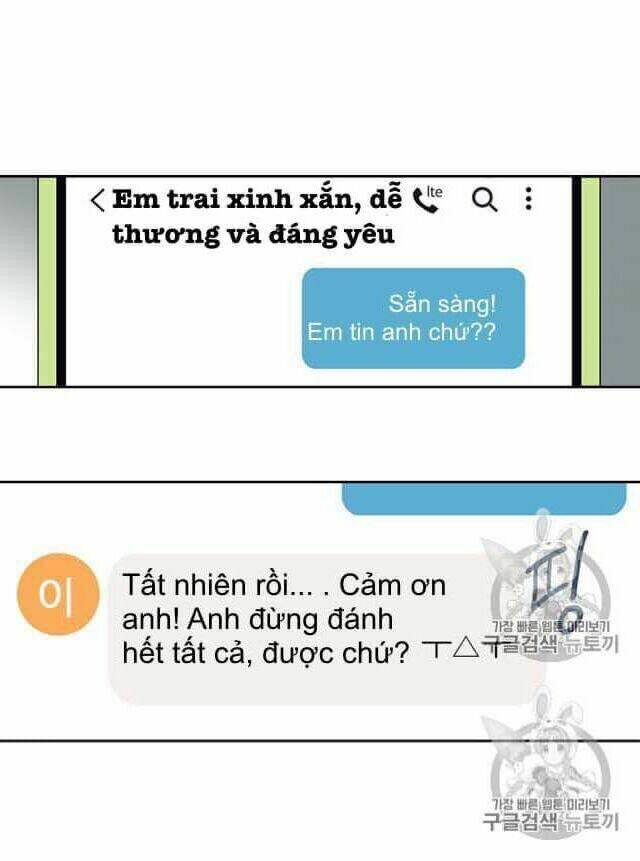 < Em trai xinh xắn, dễ lte
thương và đáng yêu
Sẵn sàng!
Em tin anh chứ??
이
Tất nhiên rồi... . Cảm ơn
anh! Anh đừng đánh
hết tất cả, được chứ? ㅜ△ㅜ
핑
가장 빠른 웹툰 미리보기
구글검색 뉴토끼
가장 빠른 웹툰 미리보기
구글검색 뉴토끼